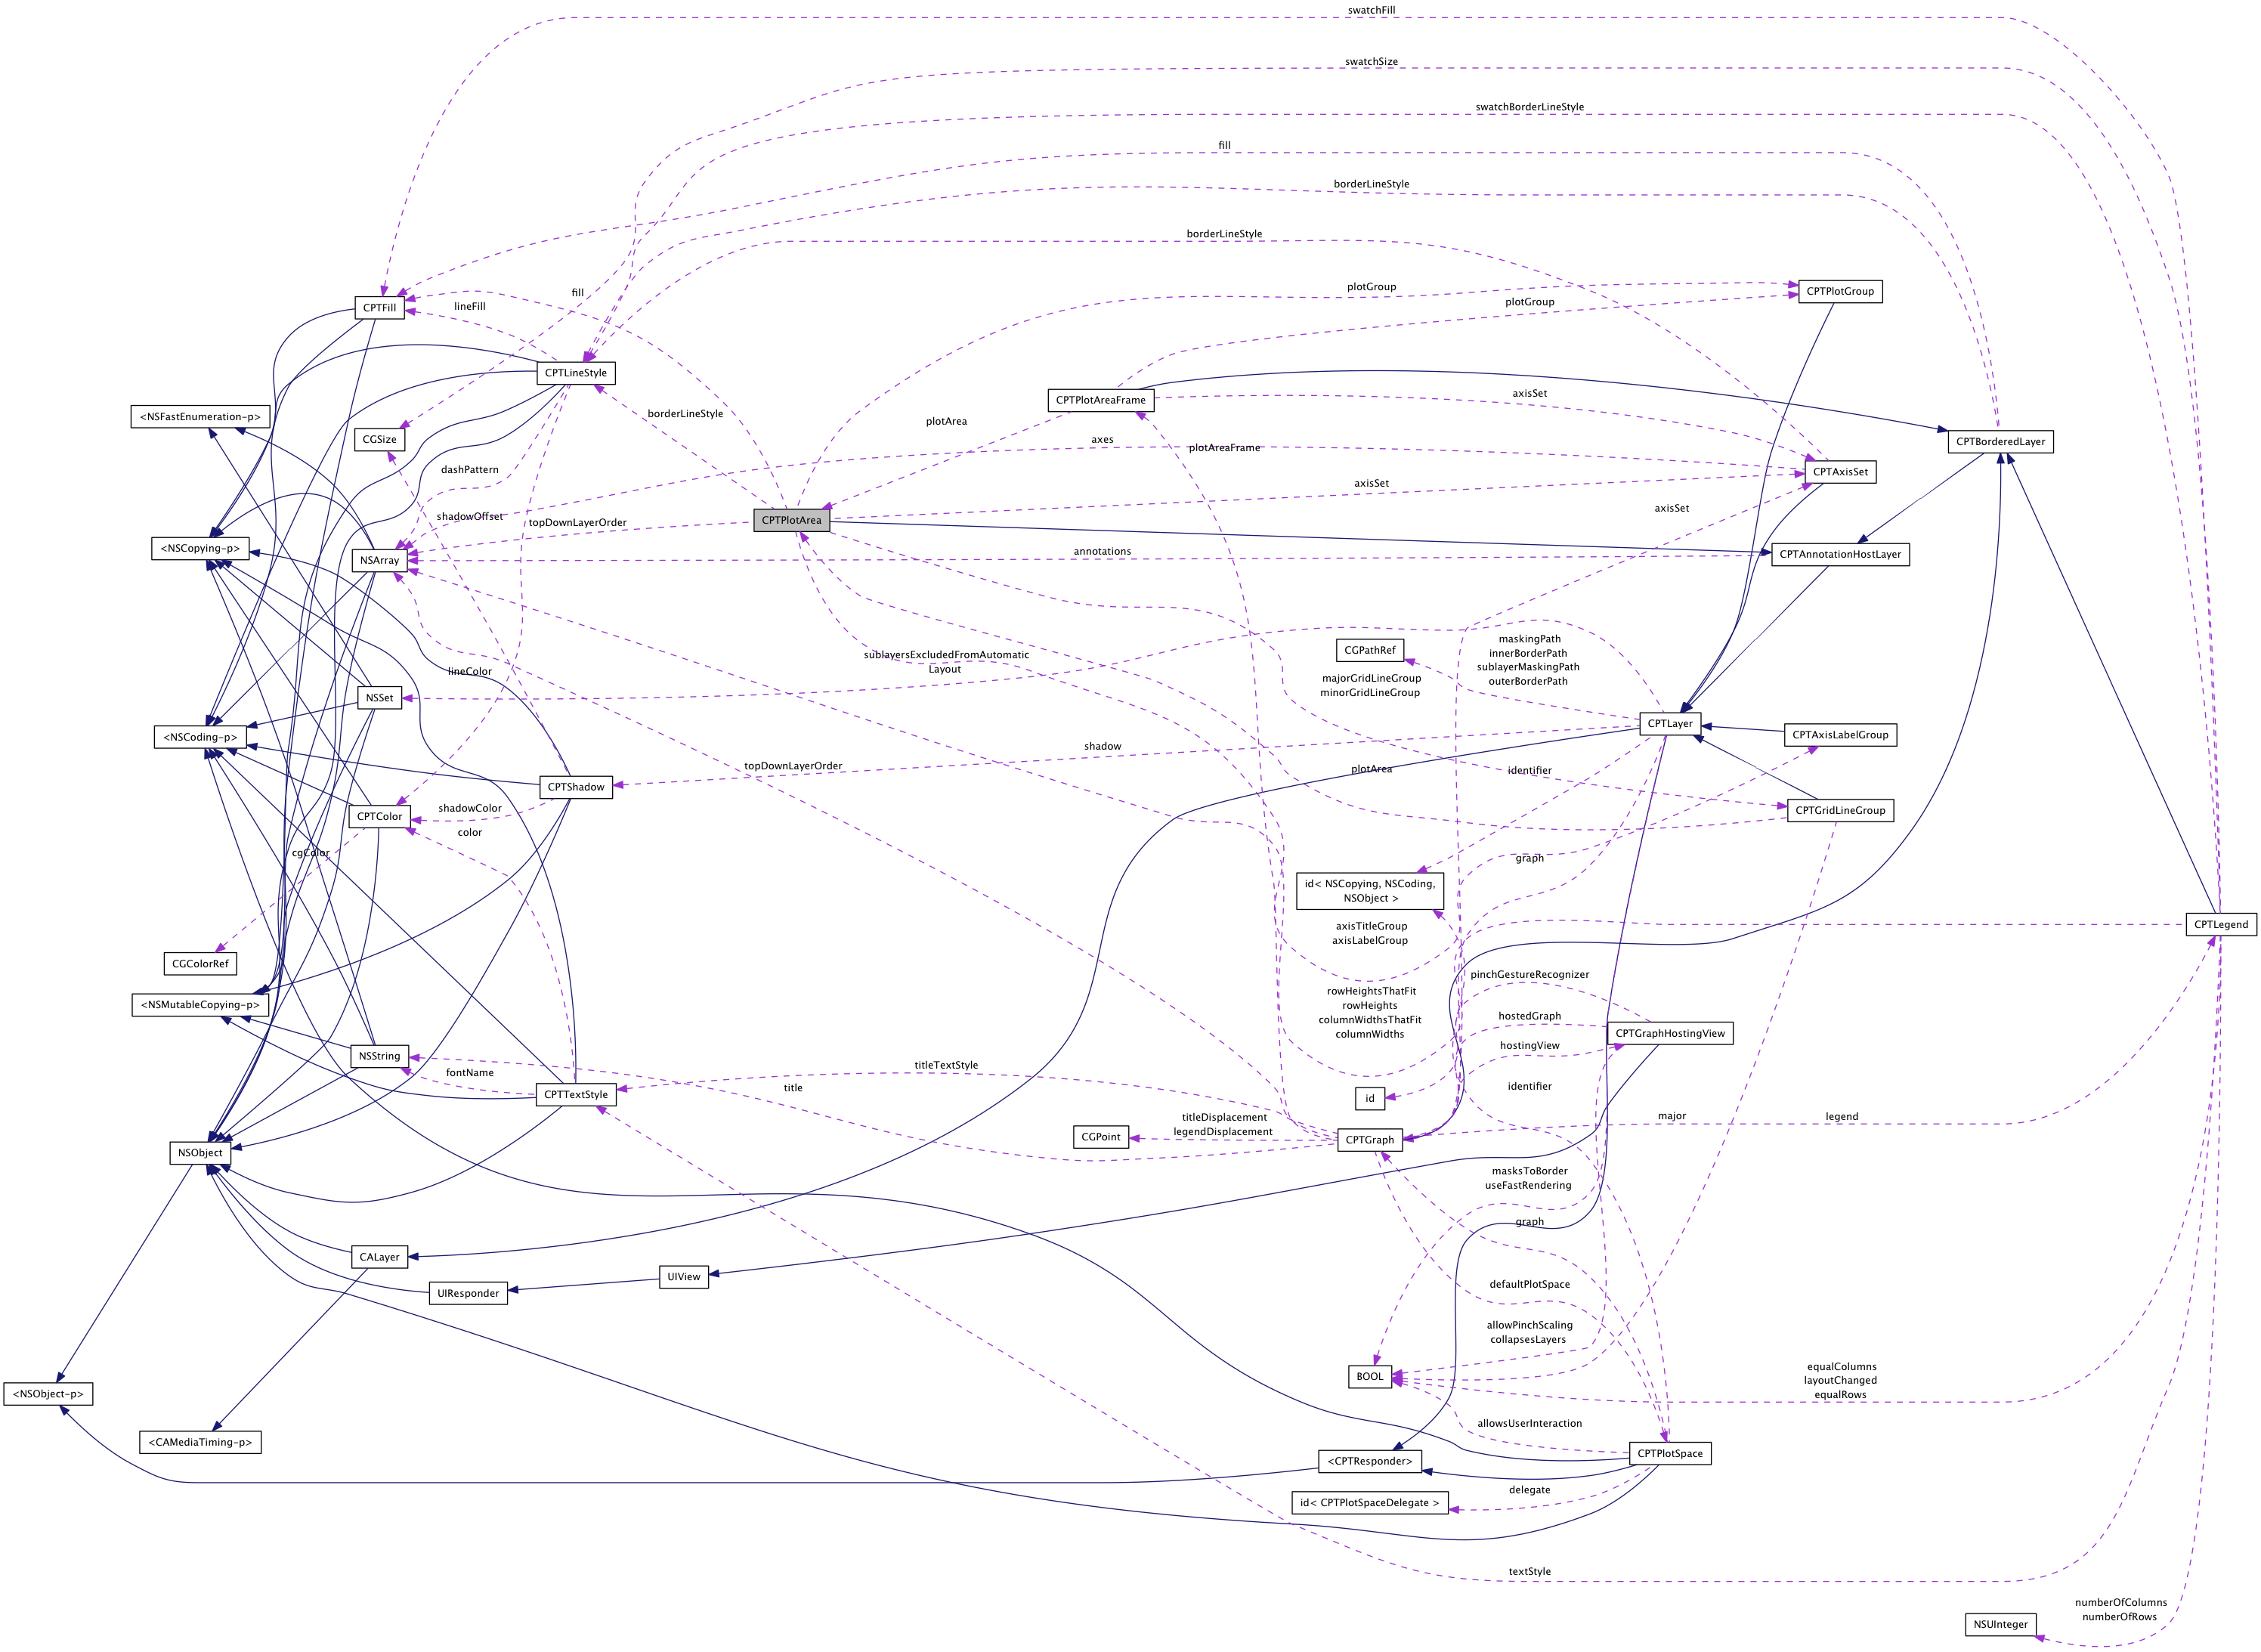 swatchFill
swatchSize
swatchBorderLineStyle
fill
borderLineStyle
borderLineStyle
plotGroup
CPTPlotGroup
fill
plotGroup
CPTFill
lineFill
CPTLineStyle
axisSet
CPTPlotAreaFrame
<NSFastEnumeration-p>
borderLineStyle
plotArea
CGSize
axes
CPTBorderedLayer
plotAreaFrame
dashPattern
CPTAxisSet
axisSet
axisSet
shadowOffset
topDownLayerOrder
CPTPlotArea
<NSCopying-p>
annotations
CPTAnnotationHostLayer
NSArray
maskingPath
CGPathRef
innerBorderPath
sublayersExcludedFromAutomatic
Layout
sublayerMaskingPath
lineColor
majorGridLineGroup
outerBorderPath
minorGridLineGroup
NSSet
CPTLayer
<NSCoding-p>
CPTAxisLabelGroup
shadow
topDownLayerOrder
plotArea
identifier
CPTShadow
shadowColor
CPTGridLineGroup
CPTColor
color
cgColor
graph
id< NSCopying, NSCoding,
NSObject >
axisTitleGroup
axisLabelGroup
CPTLegend
CGColorRef
pinchGestureRecognizer
rowHeightsThatFit
rowHeights
columnWidthsThatFit
columnWidths
<NSMutableCopying-p>
hostedGraph
CPTGraphHostingView
hostingView
NSString
titleTextStyle
fontName
title
identifier
CPTTextStyle
id
titleDisplacement
legendDisplacement
major
legend
CGPoint
CPTGraph
NSObject
masksToBorder
useFastRendering
graph
CALayer
UIView
defaultPlotSpace
UIResponder
allowPinchScaling
collapsesLayers
BOOL
equalColumns
layoutChanged
equalRows
<NSObject-p>
allowsUserInteraction
<CAMediaTiming-p>
CPTPlotSpace
<CPTResponder>
delegate
id< CPTPlotSpaceDelegate >
textStyle
numberOfColumns
numberOfRows
NSUInteger